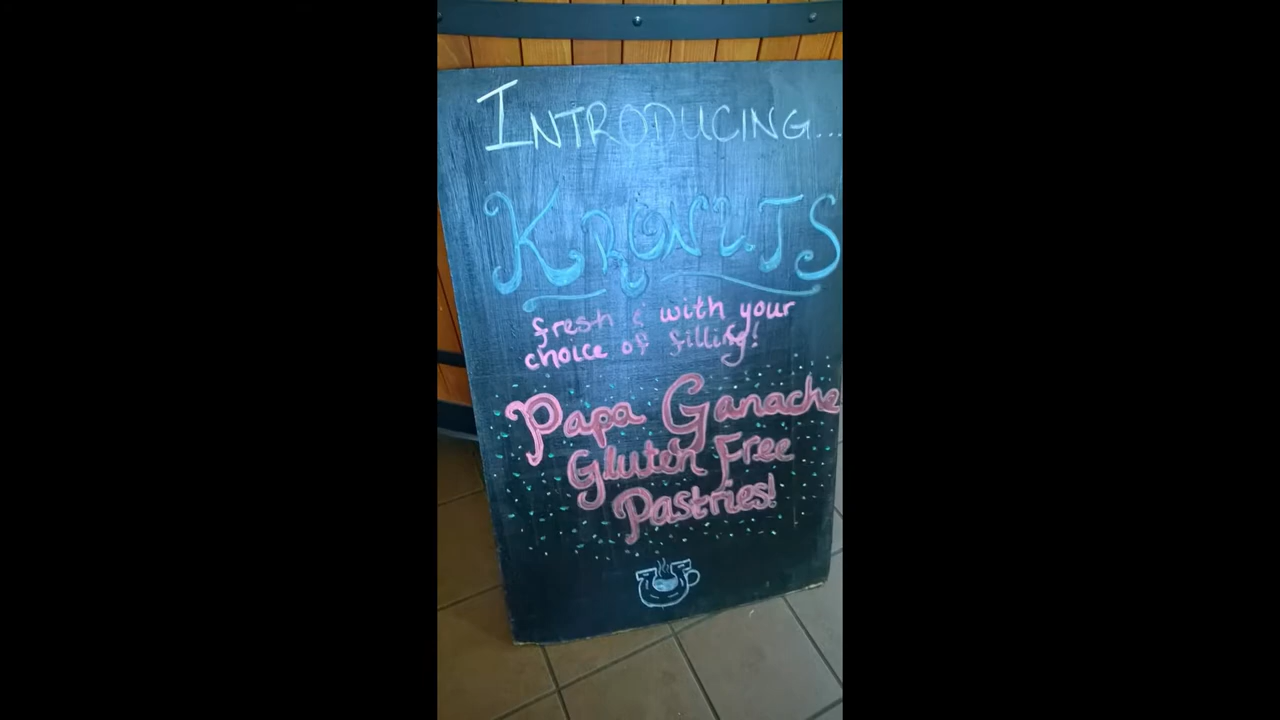 INTRODUCING...
KRONUTS
fresh & with your
choice of filling!
Papa Ganache
Gluten Free
Pastries!